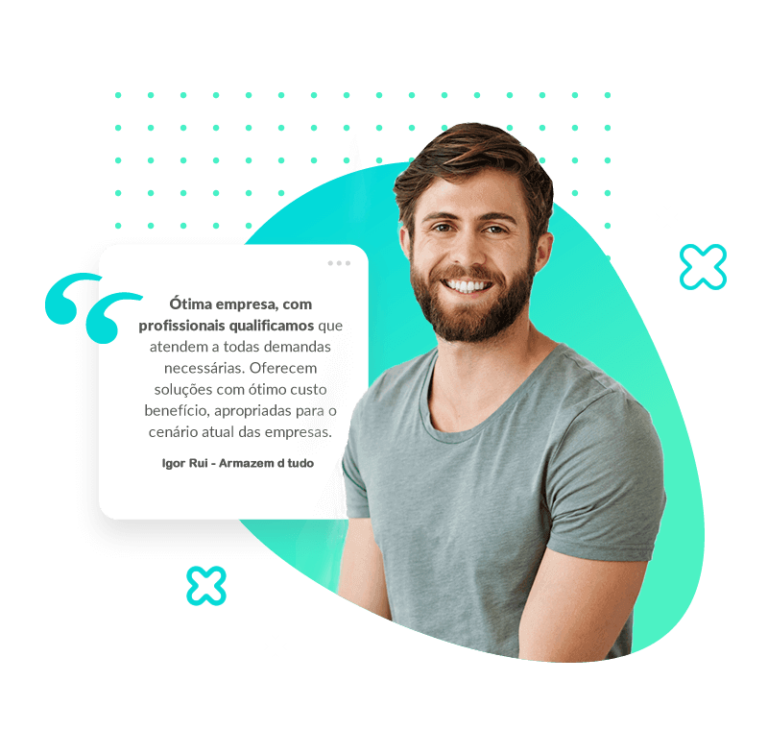 Ótima empresa, com
profissionais qualificamos que
atendem a todas demandas
necessárias. Oferecem
soluções com ótimo custo
benefício, apropriadas para o
cenário atual das empresas.
Igor Rui - Armazem d tudo